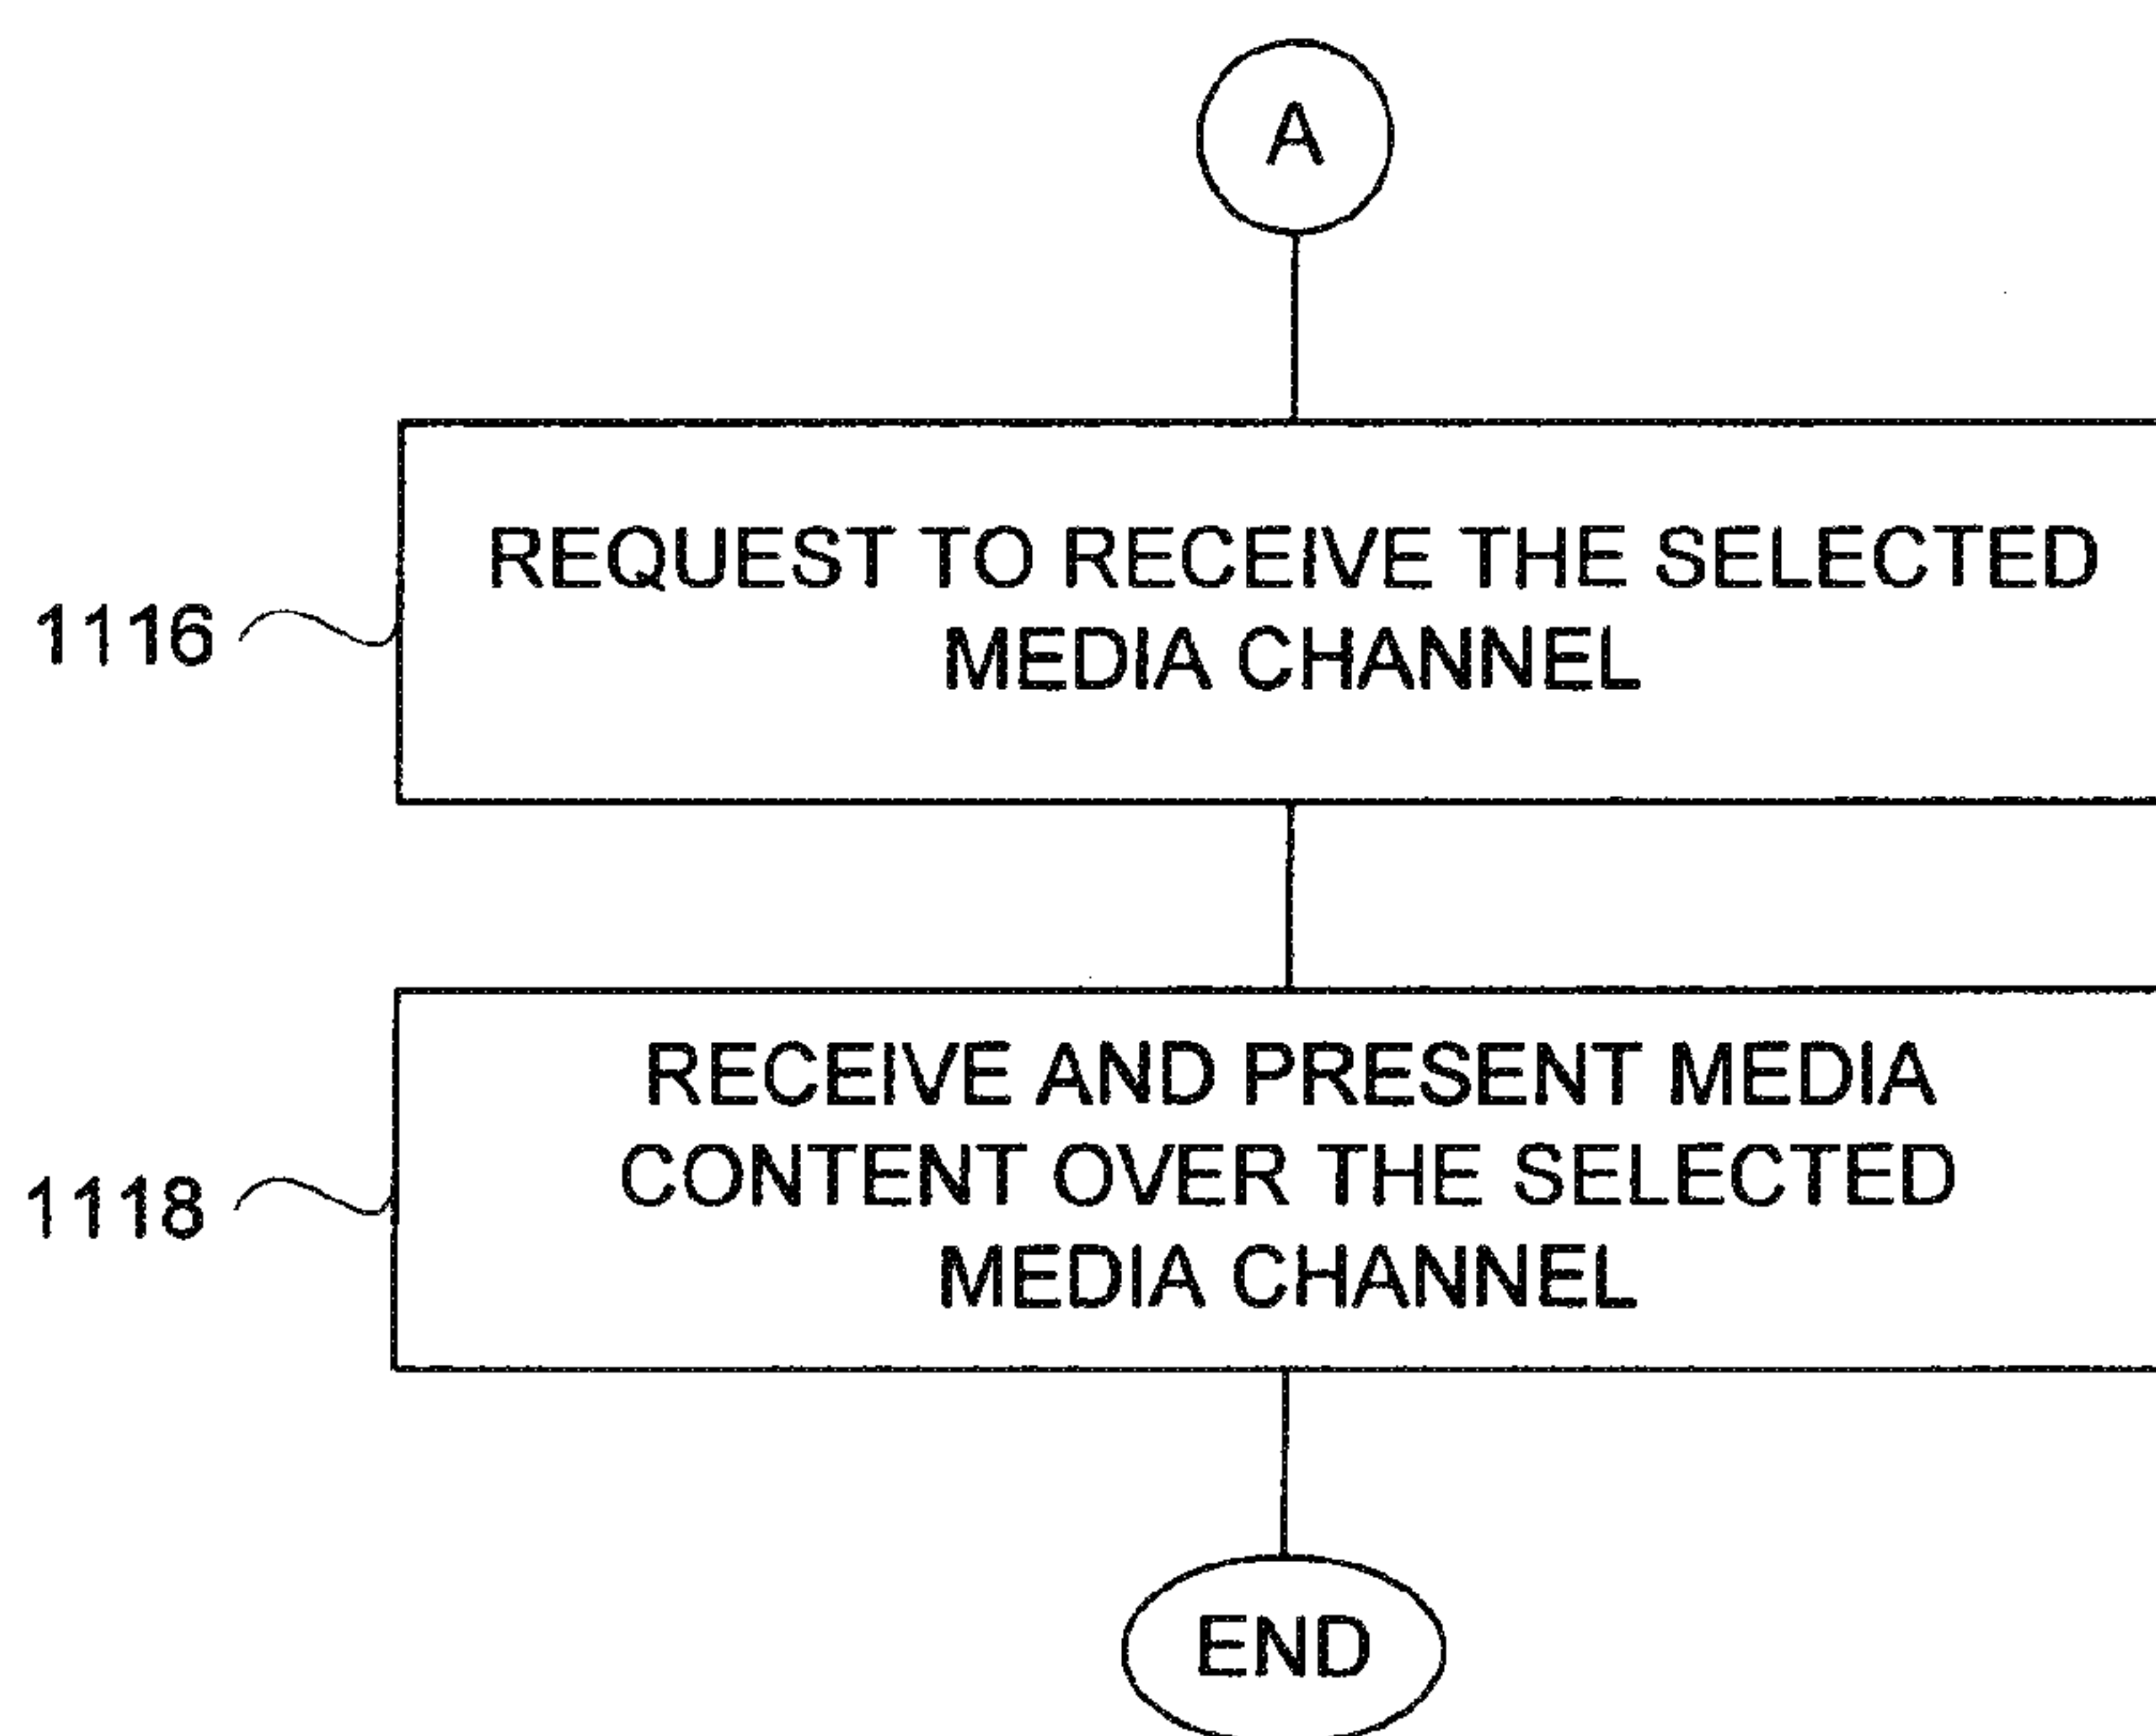 A
REQUEST TO RECEIVE THE SELECTED
MEDIA CHANNEL
1116
RECEIVE AND PRESENT MEDIA
CONTENT OVER THE SELECTED
MEDIA CHANNEL
1118
END